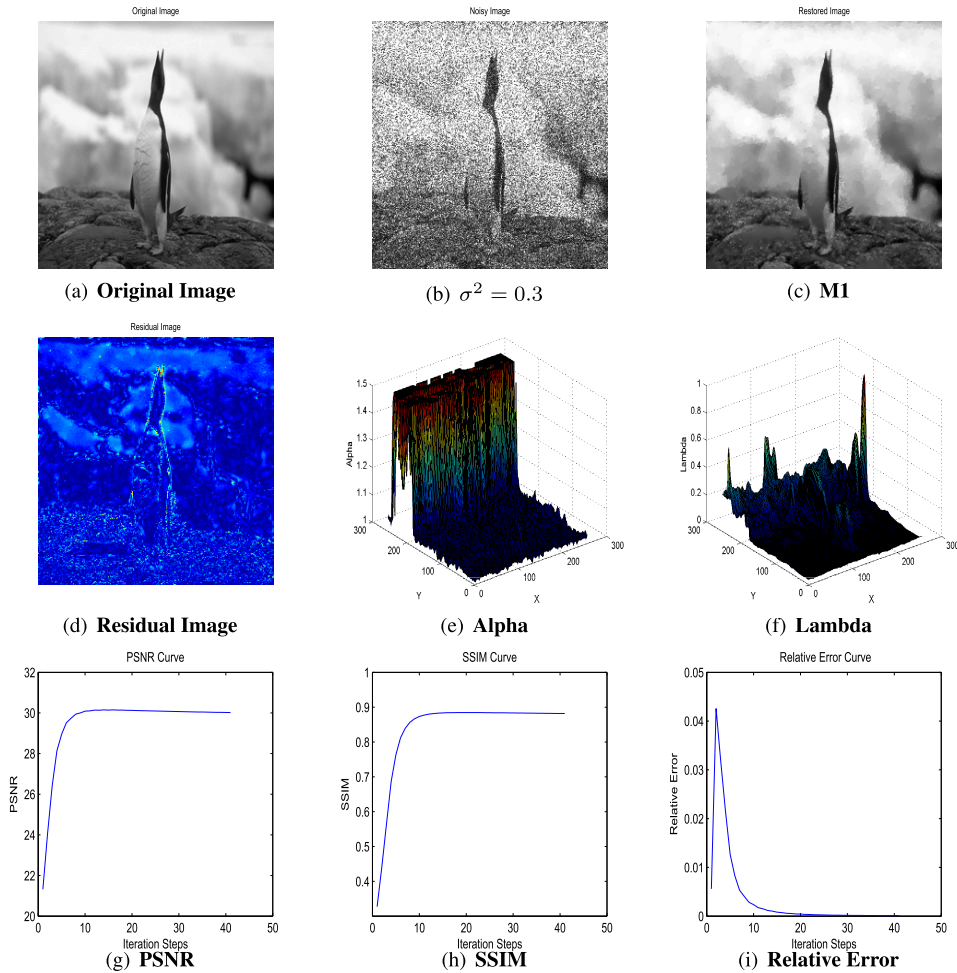 Original Image
Noisy Image
Restored Image
(a) Original Image
(b) σ² = 0.3
(c) M1
Residual Image
(d) Residual Image
1.5
1.4
1.3
1.2
1.1
1
Alpha
300
200
100
0
Y
0
100
200
300
X
(e) Alpha
1
0.8
0.6
0.4
0.2
0
Lambda
300
200
100
0
Y
0
100
200
300
X
(f) Lambda
PSNR Curve
32
30
28
26
24
22
20
PSNR
0 10 20 30 40 50
Iteration Steps
(g) PSNR
SSIM Curve
1
0.9
0.8
0.7
0.6
0.5
0.4
0.3
SSIM
0 10 20 30 40 50
Iteration Steps
(h) SSIM
Relative Error Curve
0.05
0.04
0.03
0.02
0.01
0
Relative Error
0 10 20 30 40 50
Iteration Steps
(i) Relative Error